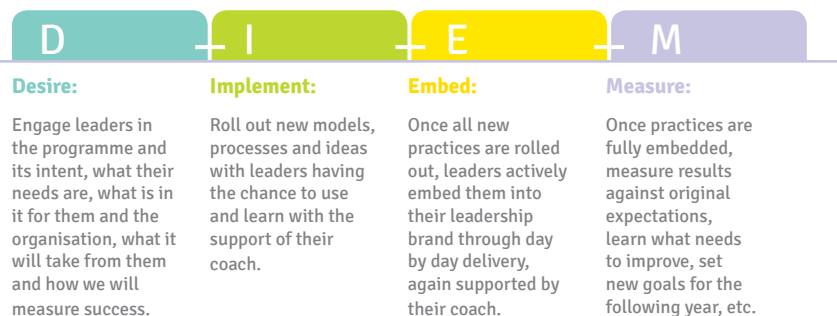 D + I + E + M
Desire:
Engage leaders in
the programme and
its intent, what their
needs are, what is in
it for them and the
organisation, what it
will take from them
and how we will
measure success.
Implement:
Roll out new models,
processes and ideas
with leaders having
the chance to use
and learn with the
support of their
coach.
Embed:
Once all new
practices are rolled
out, leaders actively
embed them into
their leadership
brand through day
by day delivery,
again supported by
their coach.
Measure:
Once practices are
fully embedded,
measure results
against original
expectations,
learn what needs
to improve, set
new goals for the
following year, etc.